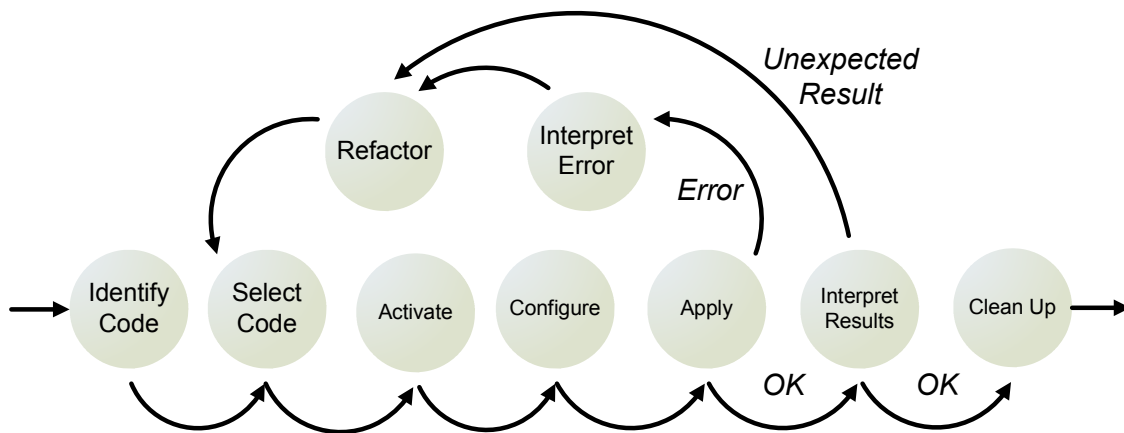 Unexpected
Result
Refactor
Interpret
Error
Error
Identify
Code
Select
Code
Activate
Configure
Apply
Interpret
Results
Clean Up
OK
OK